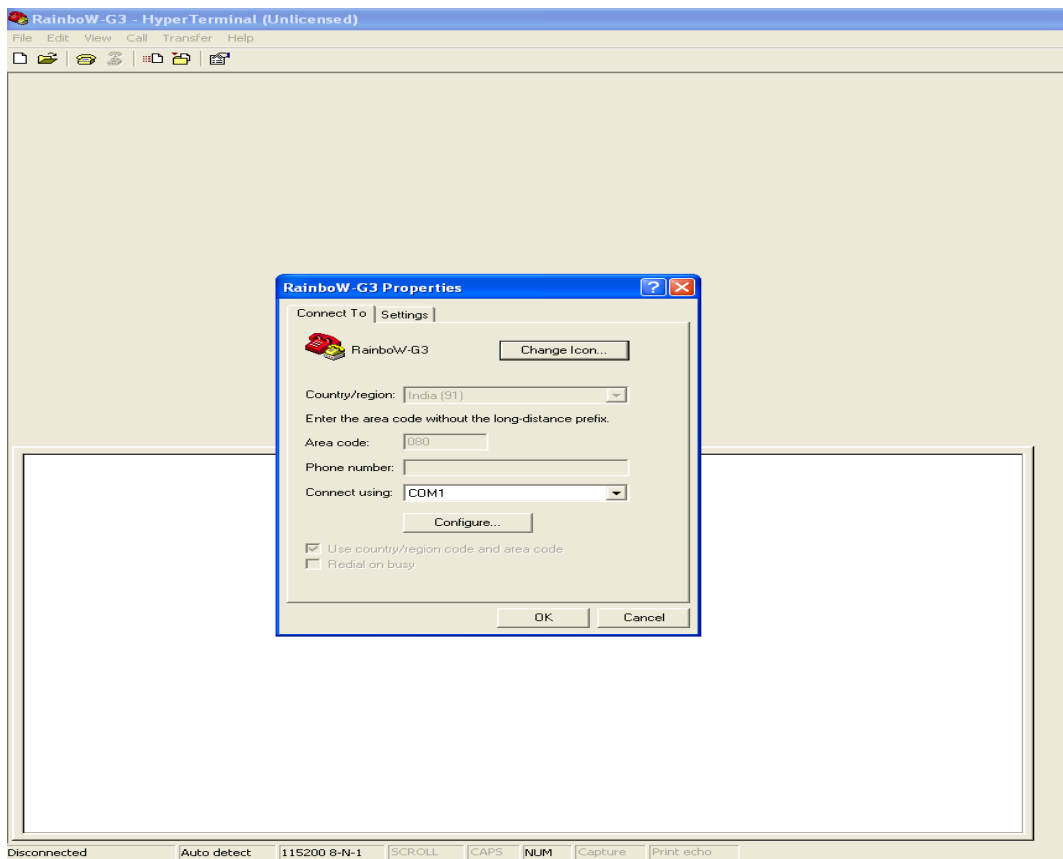 RainboW-G3 - HyperTerminal (Unlicensed)
File Edit View Call Transfer Help
RainboW-G3 Properties
Connect To Settings
RainboW-G3 Change Icon...
Country/region: India (91)
Enter the area code without the long-distance prefix.
Area code: 080
Phone number:
Connect using: COM1
Configure...
Use country/region code and area code
Redial on busy
OK Cancel
Disconnected Auto detect 115200 8-N-1 SCROLL CAPS NUM Capture Print echo